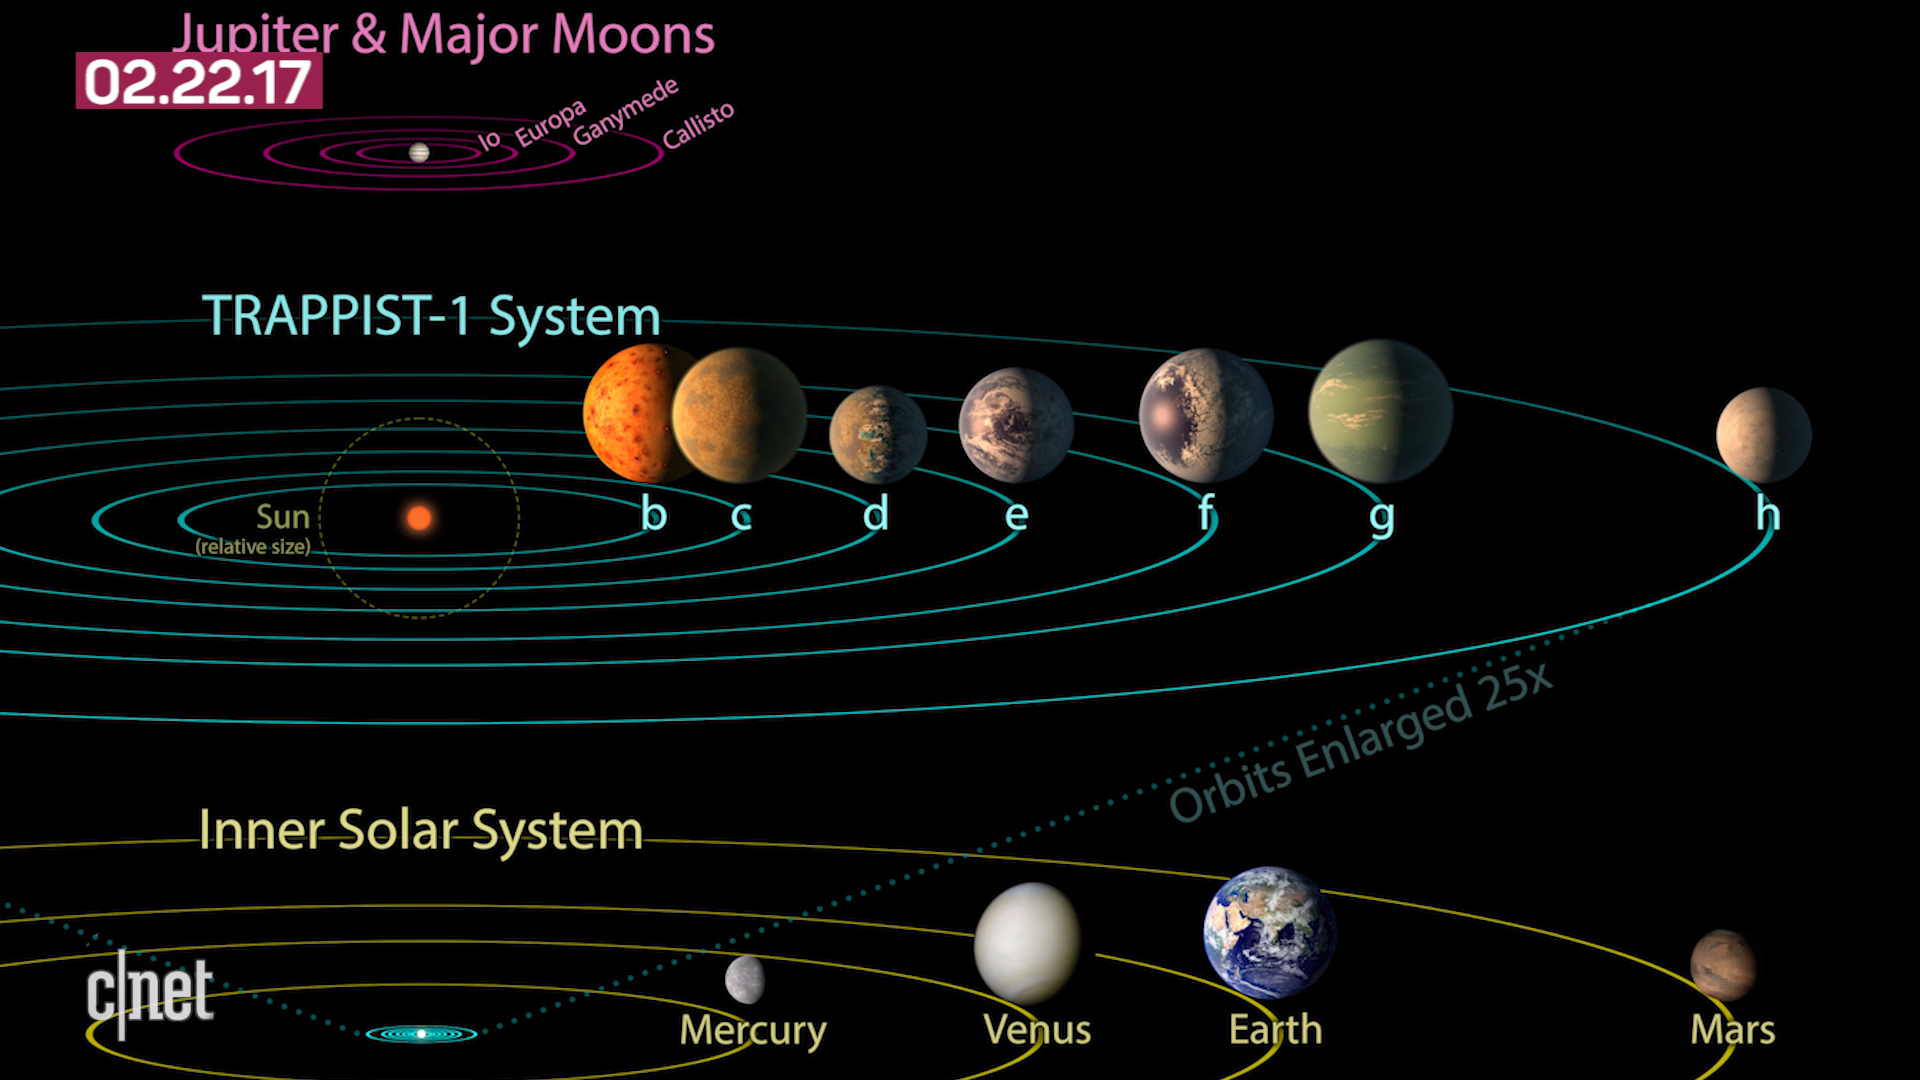 Jupiter & Major Moons
02.22.17
Io
Europa
Ganymede
Callisto
TRAPPIST-1 System
Sun
(relative size)
b
c
d
e
f
g
h
Orbits Enlarged 25x
Inner Solar System
c|net
Mercury
Venus
Earth
Mars